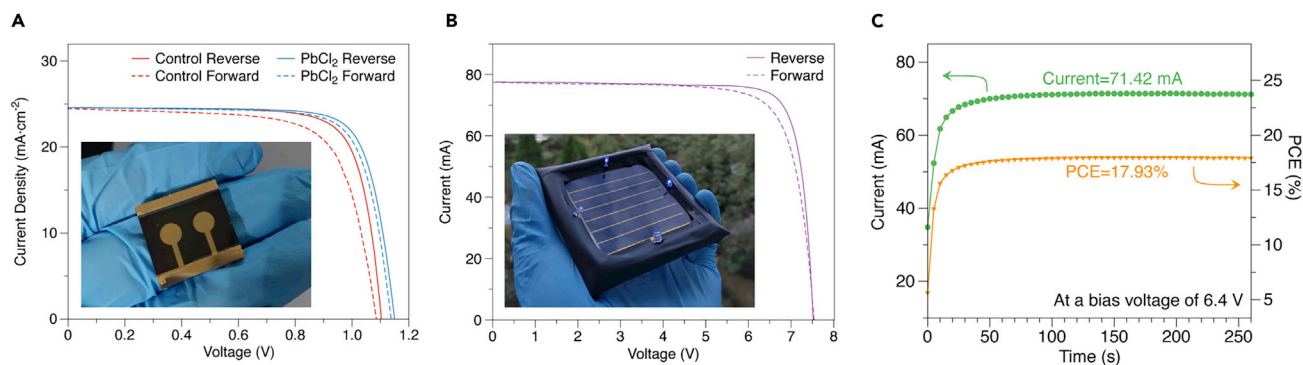 A
Control Reverse
PbCl2 Reverse
Control Forward
PbCl2 Forward
30
20
10
0
Current Density (mA·cm-2)
0.0
0.2
0.4
0.6
0.8
1.0
1.2
Voltage (V)
B
Reverse
Forward
80
60
40
20
0
Current (mA)
0
1
2
3
4
5
6
7
8
Voltage (V)
C
Current=71.42 mA
PCE=17.93%
At a bias voltage of 6.4 V
80
60
40
20
Current (mA)
25
20
15
10
5
PCE (%)
0
50
100
150
200
250
Time (s)